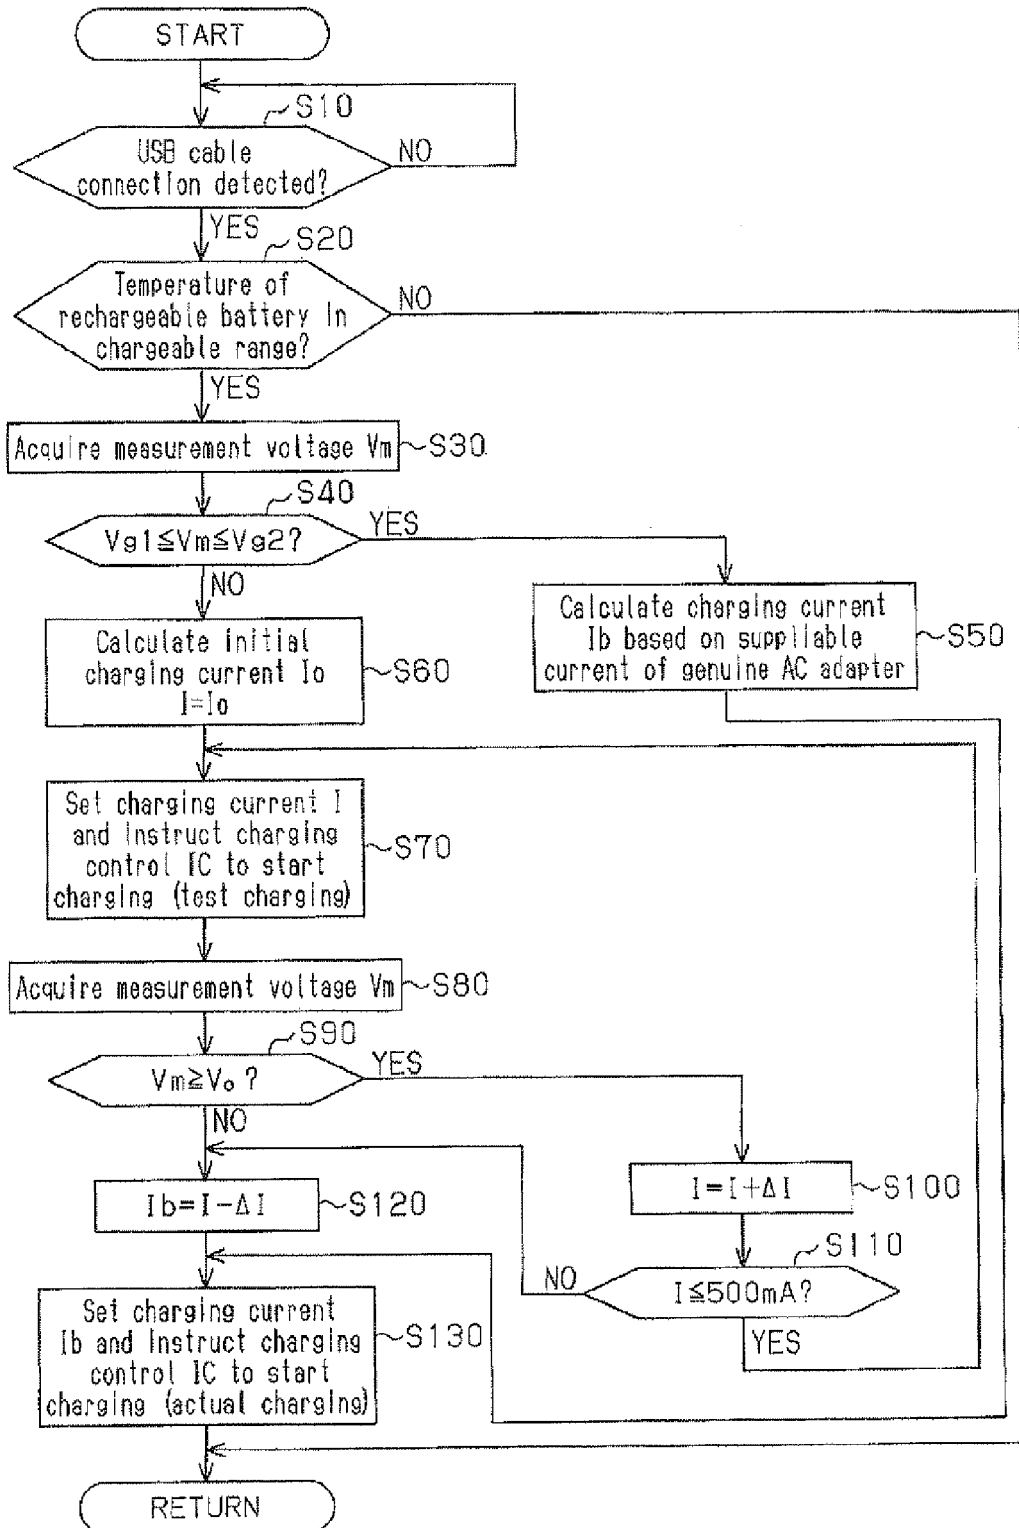 START
S10
USB cable
connection detected?
NO
YES
S20
Temperature of
rechargeable battery in
chargeable range?
NO
YES
Acquire measurement voltage Vm
S30
S40
Vg1≦Vm≦Vg2?
YES
NO
Calculate charging current
Ib based on suppliable
current of genuine AC adapter
S50
Calculate initial
charging current Io
I=Io
S60
Set charging current I
and instruct charging
control IC to start
charging (test charging)
S70
Acquire measurement voltage Vm
S80
S90
Vm≧Vo ?
YES
NO
I=I+ΔI
S100
Ib=I-ΔI
S120
S110
I≦500mA?
NO
YES
Set charging current
Ib and instruct charging
control IC to start
charging (actual charging)
S130
RETURN